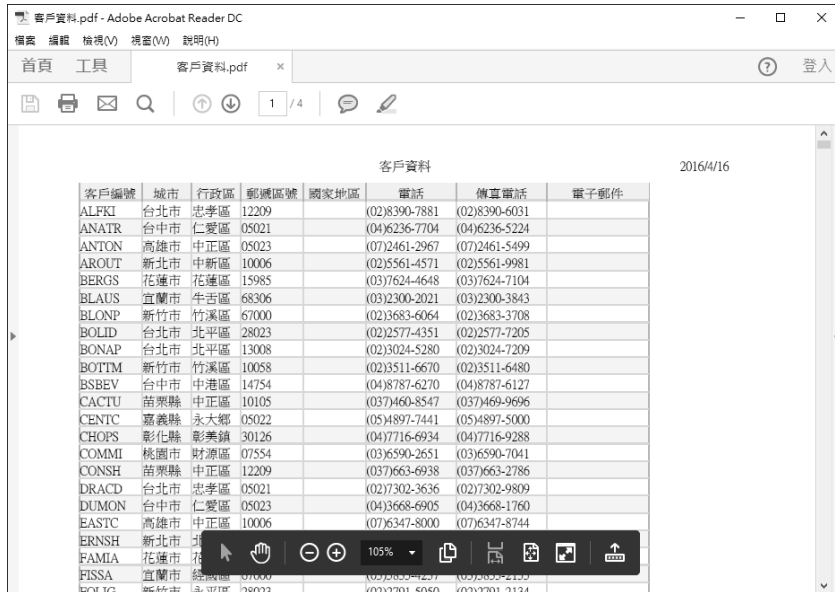 客戶資料.pdf - Adobe Acrobat Reader DC
檔案 編輯 檢視(V) 視窗(W) 說明(H)
首頁 工具 客戶資料.pdf × ? 登入
1 / 4
客戶資料 2016/4/16
客戶編號 城市 行政區 郵遞區號 國家地區 電話 傳真電話 電子郵件
ALFKI 台北市 忠孝區 12209 (02)8390-7881 (02)8390-6031
ANATR 台中市 仁愛區 05021 (04)6236-7704 (04)6236-5224
ANTON 高雄市 中正區 05023 (07)2461-2967 (07)2461-5499
AROUT 新北市 中新區 10006 (02)5561-4571 (02)5561-9981
BERGS 花蓮市 花蓮區 15985 (03)7624-4648 (03)7624-7104
BLAUS 宜蘭市 牛舌區 68306 (03)2300-2021 (03)2300-3843
BLONP 新竹市 竹溪區 67000 (02)3683-6064 (02)3683-3708
BOLID 台北市 北平區 28023 (02)2577-4351 (02)2577-7205
BONAP 台北市 北平區 13008 (02)3024-5280 (02)3024-7209
BOTTM 新竹市 竹溪區 10058 (02)3511-6670 (02)3511-6480
BSBEV 台中市 中港區 14754 (04)8787-6270 (04)8787-6127
CACTU 苗栗縣 中正區 10105 (037)460-8547 (037)469-9696
CENTC 嘉義縣 永大鄉 05022 (05)4897-7441 (05)4897-5000
CHOPS 彰化縣 彰美鎮 30126 (04)7716-6934 (04)7716-9288
COMMI 桃園市 財源區 07554 (03)6590-2651 (03)6590-7041
CONSH 苗栗縣 中正區 12209 (037)663-6938 (037)663-2786
DRACD 台北市 忠孝區 05021 (02)7302-3636 (02)7302-9809
DUMON 台中市 仁愛區 05023 (04)3668-6905 (04)3668-1760
EASTC 高雄市 中正區 10006 (07)6347-8000 (07)6347-8744
ERNSH 新北市
FAMIA 花蓮市
105%
FISSA 宜蘭市